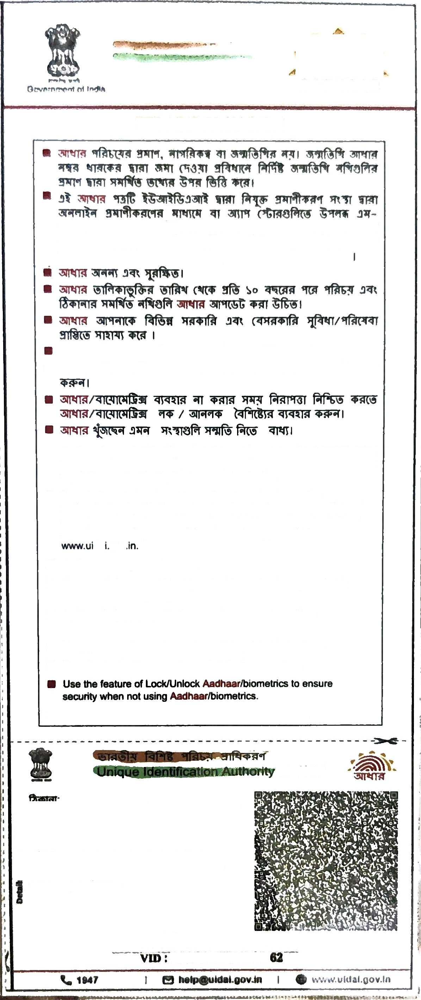 Government of India
আধার পরিচয়ের প্রমাণ, নাগরিকত্ব বা জন্মতিথির নয়। জন্মতিথি আধার
নম্বর ধারকের দ্বারা জমা দেওয়া প্রবিধানে নির্দিষ্ট জন্মতিথি নথিগুলির
প্রমাণ দ্বারা সমর্থিত তথ্যের উপর ভিত্তি করে।
এই আধার পত্রটি ইউআইডিএআই দ্বারা নিযুক্ত প্রমাণীকরণ সংস্থা দ্বারা
অনলাইন প্রমাণীকরণের মাধ্যমে বা অ্যাপ স্টোরগুলিতে উপলব্ধ এম-
।
আধার অনন্য এবং সুরক্ষিত।
আধার তালিকাভুক্তির তারিখ থেকে প্রতি ১০ বছরের পরে পরিচয় এবং
ঠিকানার সমর্থিত নথিগুলি আধার আপডেট করা উচিত।
আধার আপনাকে বিভিন্ন সরকারি এবং বেসরকারি সুবিধা/পরিষেবা
প্রাপ্তিতে সাহায্য করে ।
করুন।
আধার/বায়োমেট্রিক্স ব্যবহার না করার সময় নিরাপত্তা নিশ্চিত করতে
আধার/বায়োমেট্রিক্স লক / আনলক বৈশিষ্ট্যের ব্যবহার করুন।
আধার খুঁজছেন এমন সংস্থাগুলি সম্মতি নিতে বাধ্য।
www.ui i. .in.
Use the feature of Lock/Unlock Aadhaar/biometrics to ensure
security when not using Aadhaar/biometrics.
ভারতীয় বিশিষ্ট পরিচয় প্রাধিকরণ
Unique Identification Authority
আধার
ঠিকানা:
VID : 62
1947 | help@uidai.gov.in | www.uidai.gov.in